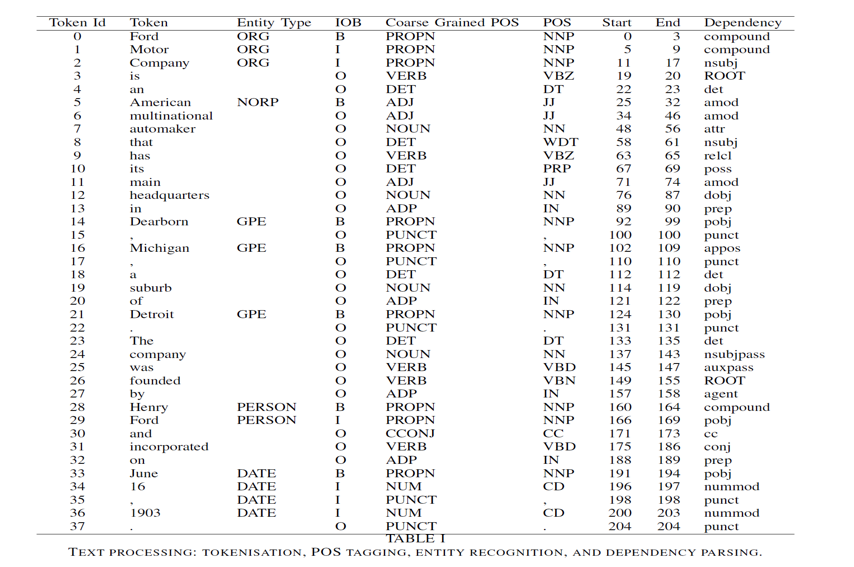 Token Id Token Entity Type IOB Coarse Grained POS POS Start End Dependency
0 Ford ORG B PROPN NNP 0 3 compound
1 Motor ORG I PROPN NNP 5 9 compound
2 Company ORG I PROPN NNP 11 17 nsubj
3 is O VERB VBZ 19 20 ROOT
4 an O DET DT 22 23 det
5 American NORP B ADJ JJ 25 32 amod
6 multinational O ADJ JJ 34 46 amod
7 automaker O NOUN NN 48 56 attr
8 that O DET WDT 58 61 nsubj
9 has O VERB VBZ 63 65 relcl
10 its O DET PRP 67 69 poss
11 main O ADJ JJ 71 74 amod
12 headquarters O NOUN NN 76 87 dobj
13 in O ADP IN 89 90 prep
14 Dearborn GPE B PROPN NNP 92 99 pobj
15 , O PUNCT , 100 100 punct
16 Michigan GPE B PROPN NNP 102 109 appos
17 , O PUNCT , 110 110 punct
18 a O DET DT 112 112 det
19 suburb O NOUN NN 114 119 dobj
20 of O ADP IN 121 122 prep
21 Detroit GPE B PROPN NNP 124 130 pobj
22 . O PUNCT . 131 131 punct
23 The O DET DT 133 135 det
24 company O NOUN NN 137 143 nsubjpass
25 was O VERB VBD 145 147 auxpass
26 founded O VERB VBN 149 155 ROOT
27 by O ADP IN 157 158 agent
28 Henry PERSON B PROPN NNP 160 164 compound
29 Ford PERSON I PROPN NNP 166 169 pobj
30 and O CCONJ CC 171 173 cc
31 incorporated O VERB VBD 175 186 conj
32 on O ADP IN 188 189 prep
33 June DATE B PROPN NNP 191 194 pobj
34 16 DATE I NUM CD 196 197 nummod
35 , DATE I PUNCT , 198 198 punct
36 1903 DATE I NUM CD 200 203 nummod
37 . O PUNCT . 204 204 punct
TABLE I
TEXT PROCESSING: TOKENISATION, POS TAGGING, ENTITY RECOGNITION, AND DEPENDENCY PARSING.